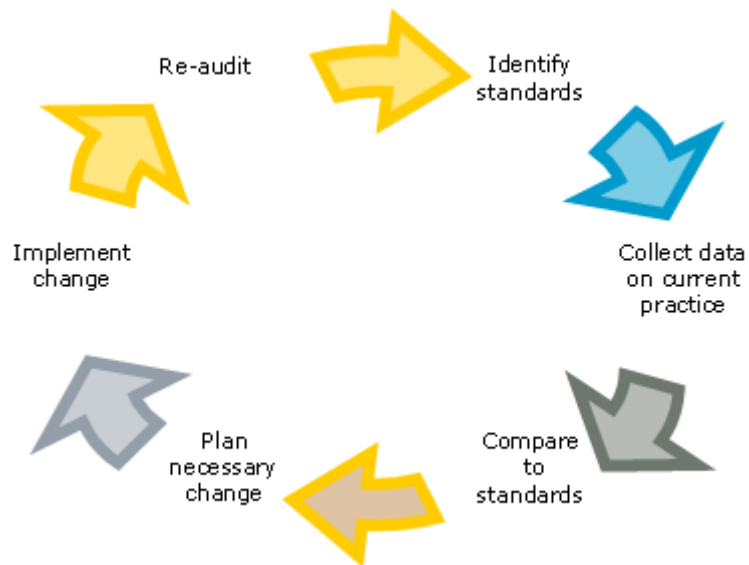 Re-audit
Identify
standards
Collect data
on current
practice
Compare
to
standards
Plan
necessary
change
Implement
change